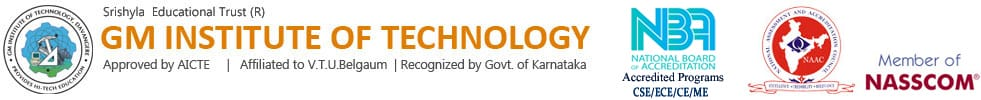 Srishyla Educational Trust (R)
GM INSTITUTE OF TECHNOLOGY
Approved by AICTE | Affiliated to V.T.U.Belgaum | Recognized by Govt. of Karnataka
GM INSTITUTE OF TECHNOLOGY, DAVANGERE
PROVIDES HI-TECH EDUCATION
NBA
NATIONAL BOARD
OF ACCREDITATION
Accredited Programs
CSE/ECE/CE/ME
NATIONAL ASSESSMENT AND ACCREDITATION COUNCIL
NAAC
Member of
NASSCOM®